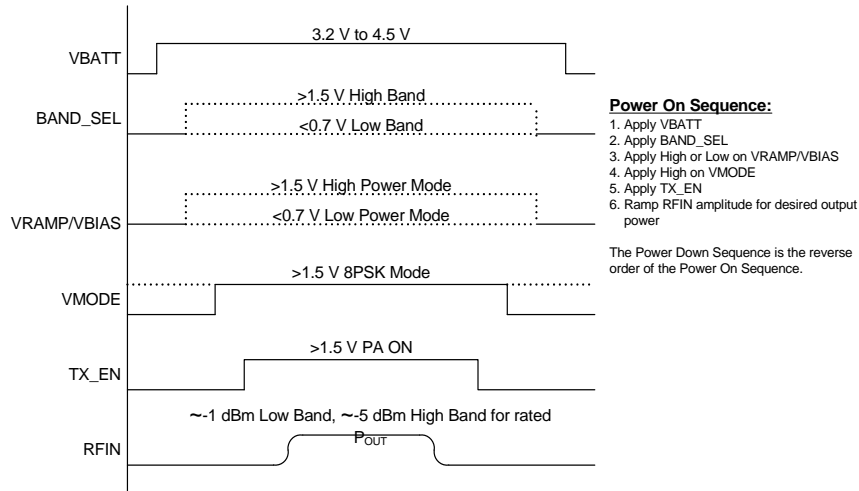 3.2 V to 4.5 V
VBATT
>1.5 V High Band
BAND_SEL
<0.7 V Low Band
>1.5 V High Power Mode
VRAMP/VBIAS
<0.7 V Low Power Mode
>1.5 V 8PSK Mode
VMODE
>1.5 V PA ON
TX_EN
~-1 dBm Low Band, ~-5 dBm High Band for rated
POUT
RFIN
Power On Sequence:
1. Apply VBATT
2. Apply BAND_SEL
3. Apply High or Low on VRAMP/VBIAS
4. Apply High on VMODE
5. Apply TX_EN
6. Ramp RFIN amplitude for desired output
power
The Power Down Sequence is the reverse
order of the Power On Sequence.